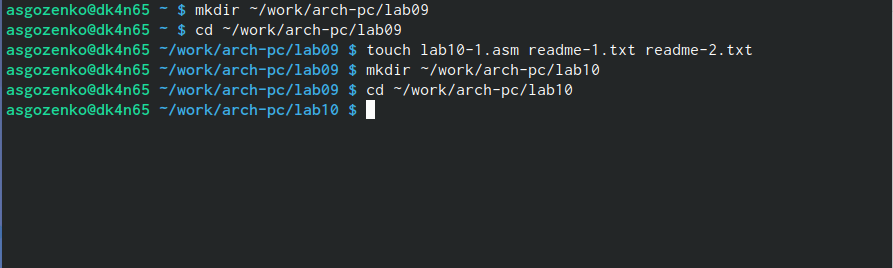 asgozenko@dk4n65 ~ $ mkdir ~/work/arch-pc/lab09
asgozenko@dk4n65 ~ $ cd ~/work/arch-pc/lab09
asgozenko@dk4n65 ~/work/arch-pc/lab09 $ touch lab10-1.asm readme-1.txt readme-2.txt
asgozenko@dk4n65 ~/work/arch-pc/lab09 $ mkdir ~/work/arch-pc/lab10
asgozenko@dk4n65 ~/work/arch-pc/lab09 $ cd ~/work/arch-pc/lab10
asgozenko@dk4n65 ~/work/arch-pc/lab10 $